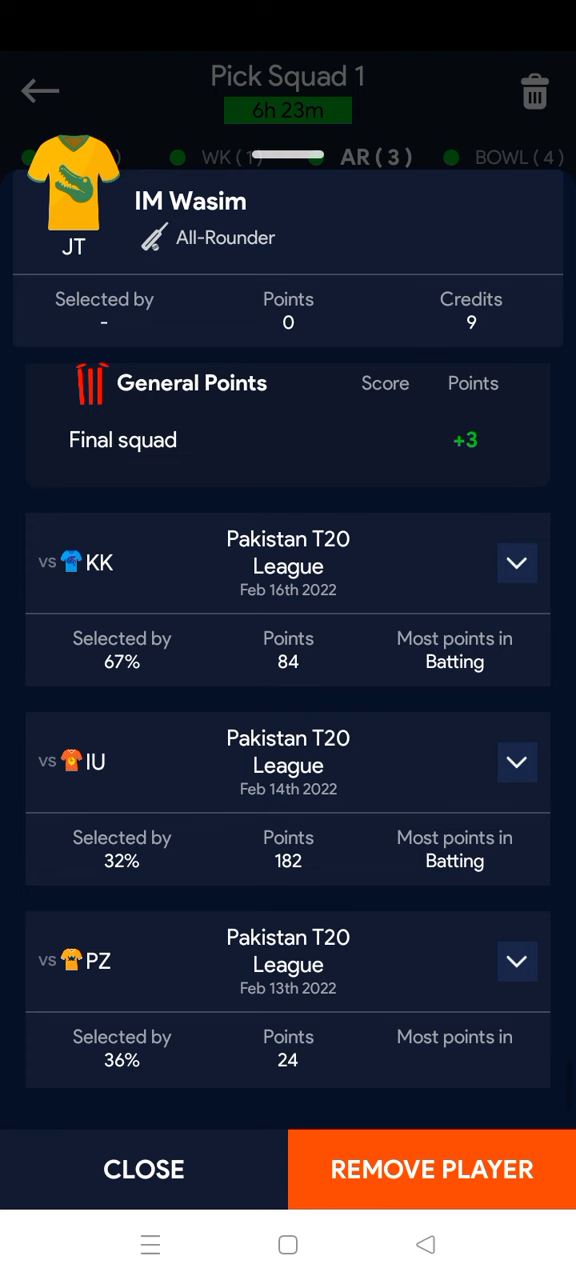 Pick Squad 1
6h 23m
WK ( 1 AR ( 3 ) BOWL ( 4 )
IM Wasim
JT All-Rounder
Selected by Points Credits
- 0 9
General Points Score Points
Final squad +3
vs KK Pakistan T20
League
Feb 16th 2022
Selected by Points Most points in
67% 84 Batting
vs IU Pakistan T20
League
Feb 14th 2022
Selected by Points Most points in
32% 182 Batting
vs PZ Pakistan T20
League
Feb 13th 2022
Selected by Points Most points in
36% 24
CLOSE REMOVE PLAYER